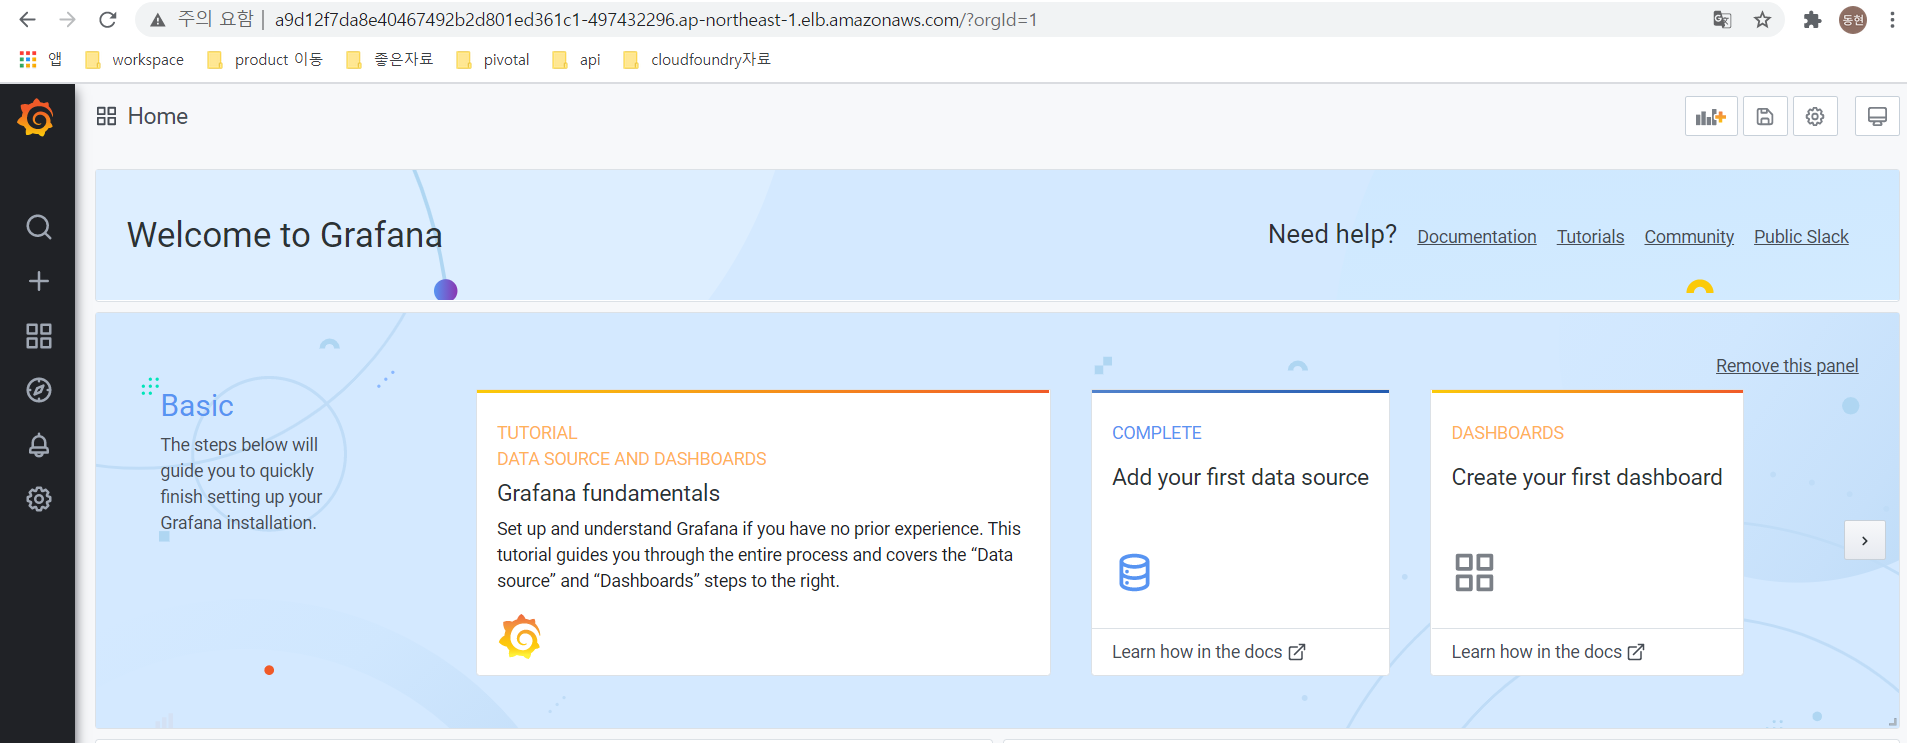 주의 요함 | a9d12f7da8e40467492b2d801ed361c1-497432296.ap-northeast-1.elb.amazonaws.com/?orgId=1
동현
앱 workspace product 이동 좋은자료 pivotal api cloudfoundry자료
Home
Welcome to Grafana
Need help? Documentation Tutorials Community Public Slack
Remove this panel
Basic
The steps below will
guide you to quickly
finish setting up your
Grafana installation.
TUTORIAL
DATA SOURCE AND DASHBOARDS
Grafana fundamentals
Set up and understand Grafana if you have no prior experience. This
tutorial guides you through the entire process and covers the “Data
source” and “Dashboards” steps to the right.
COMPLETE
Add your first data source
Learn how in the docs
DASHBOARDS
Create your first dashboard
Learn how in the docs